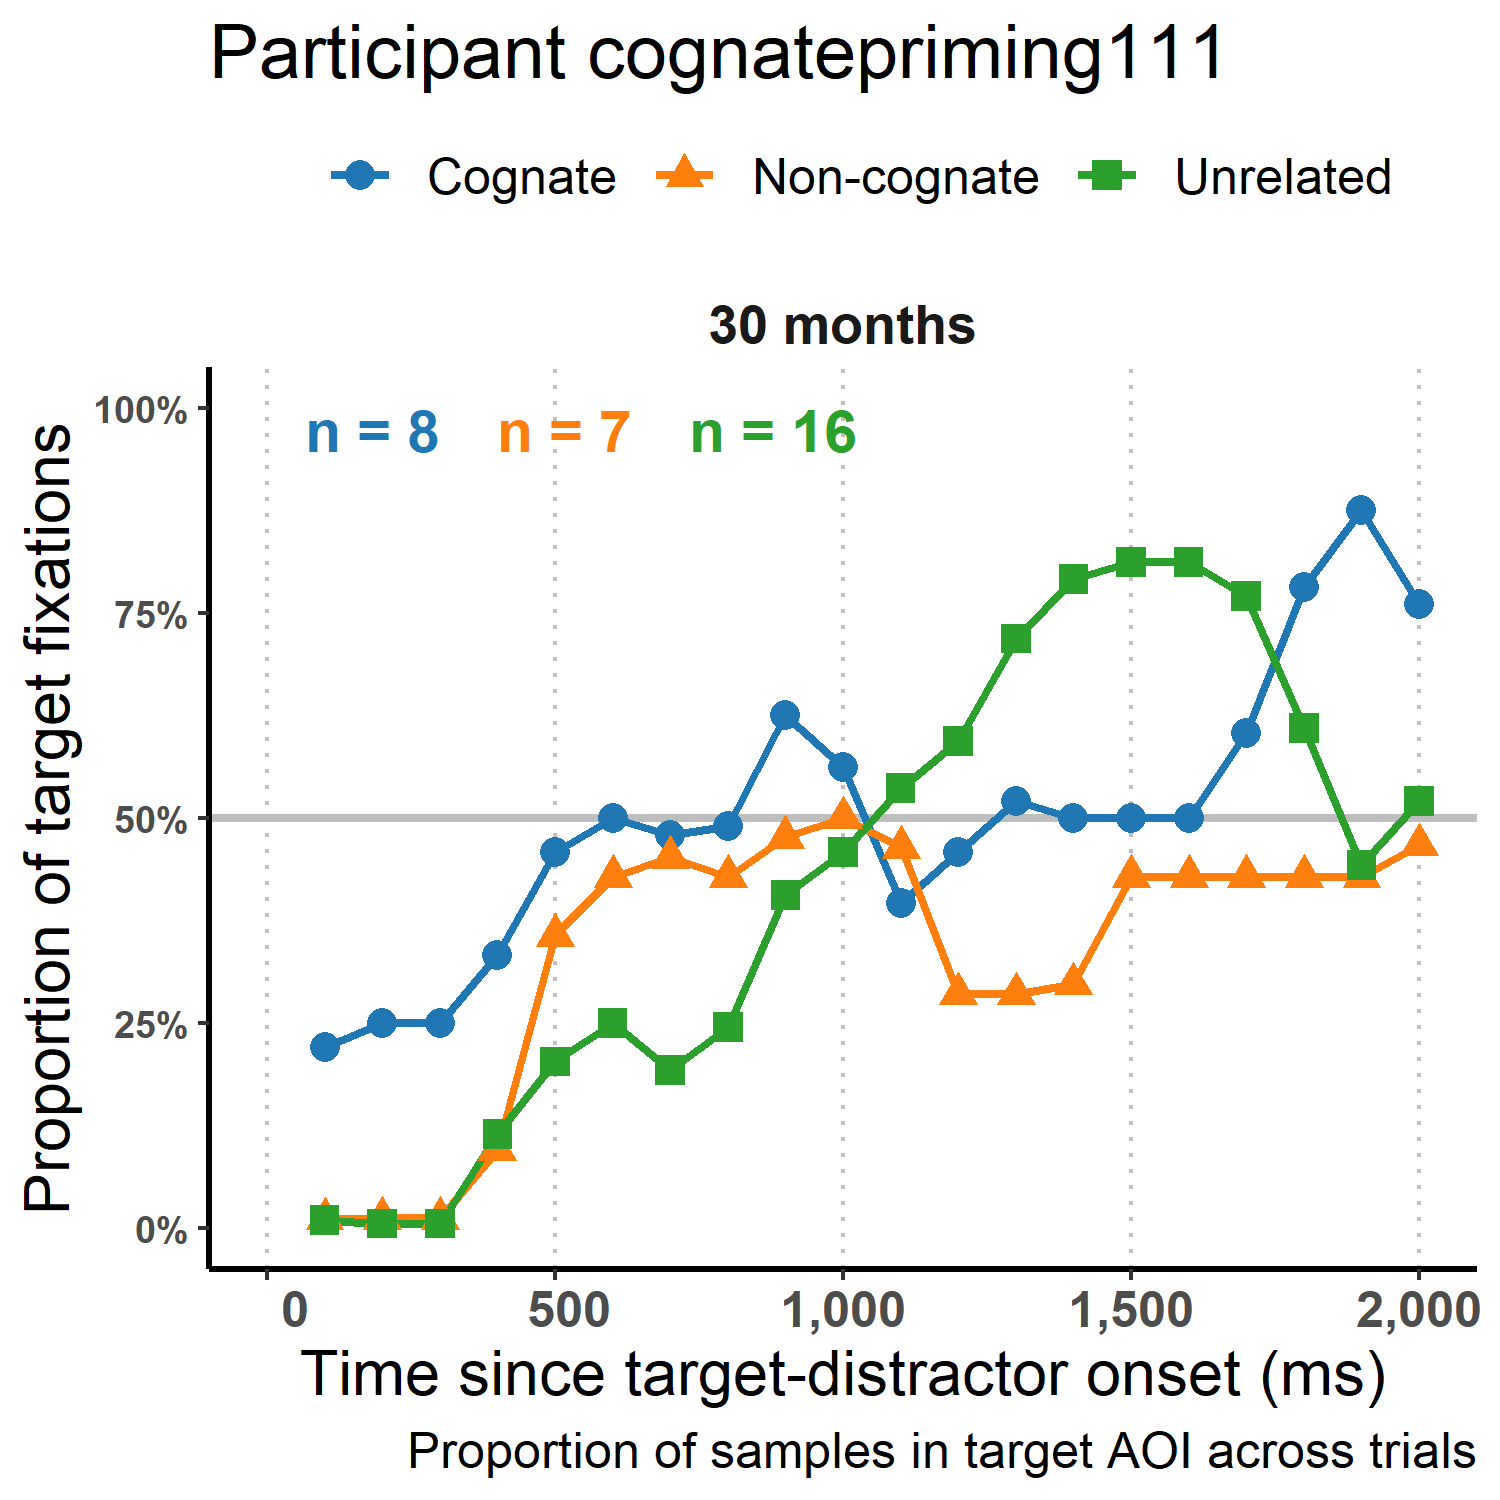 Participant cognatepriming111
Cognate Non-cognate Unrelated
30 months
n = 8 n = 7 n = 16
Proportion of target fixations
100%
75%
50%
25%
0%
0 500 1,000 1,500 2,000
Time since target-distractor onset (ms)
Proportion of samples in target AOI across trials